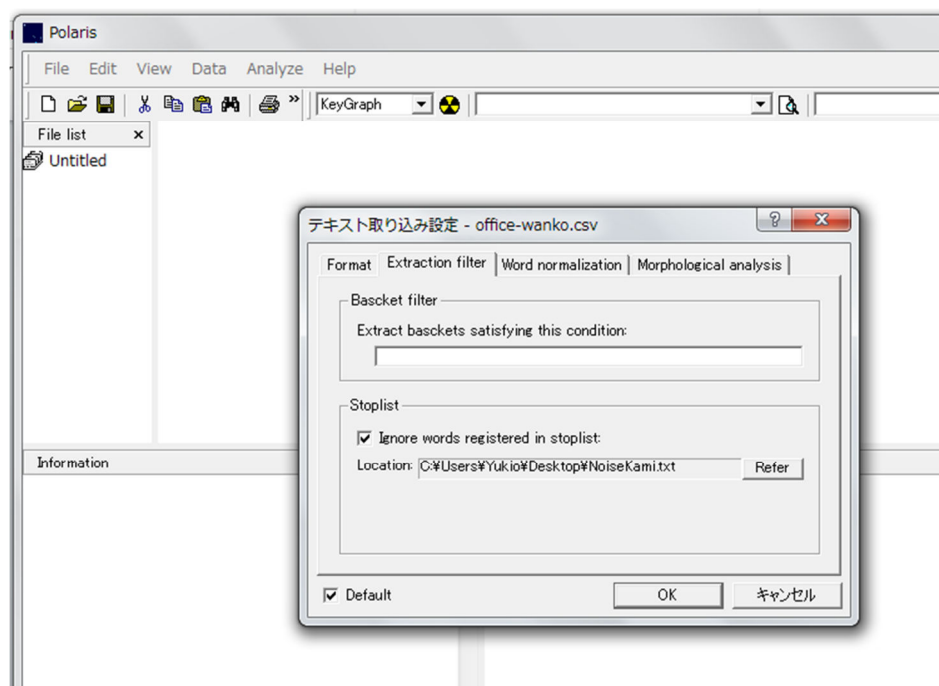 Polaris
File Edit View Data Analyze Help
» KeyGraph
File list ×
Untitled
テキスト取り込み設定 - office-wanko.csv
Format Extraction filter Word normalization Morphological analysis
Bascket filter
Extract basckets satisfying this condition:
Stoplist
Ignore words registered in stoplist:
Location: C:¥Users¥Yukio¥Desktop¥NoiseKami.txt Refer
Information
Default OK キャンセル